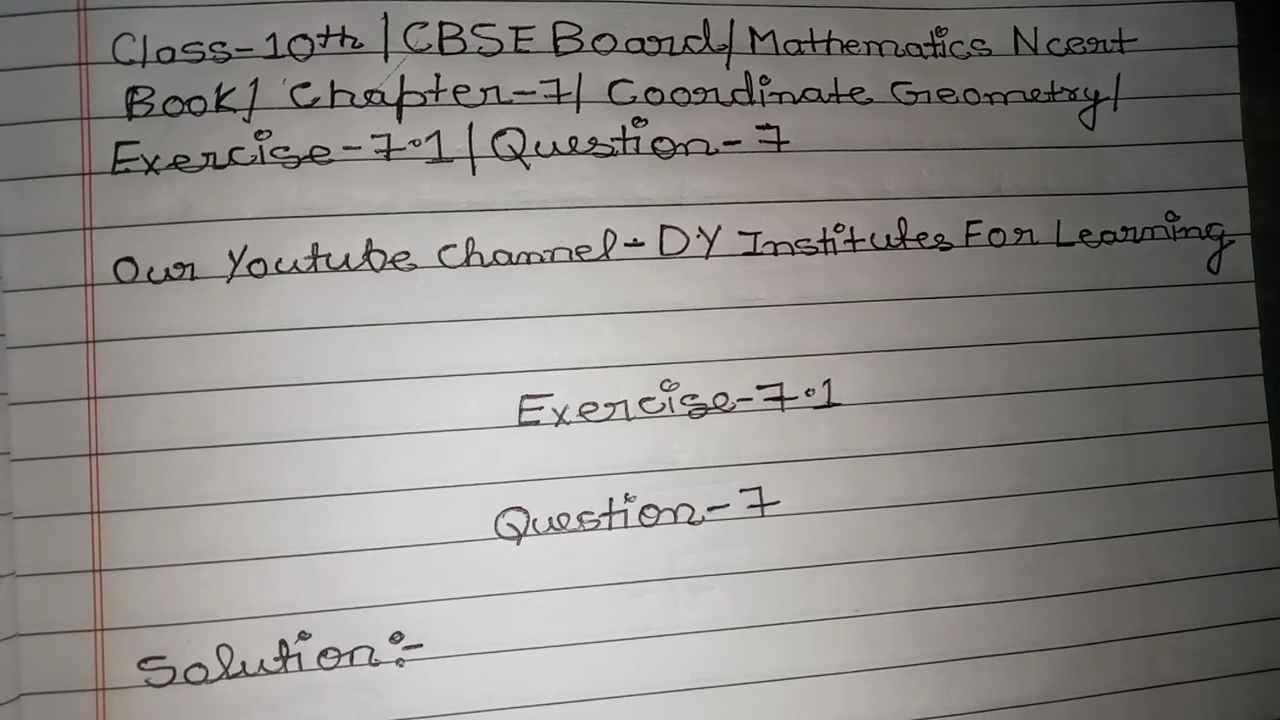 Class-10th | CBSE Board/ Mathematics Ncert
Book/ Chapter-7/ Coordinate Geometry/
Exercise-7.1 | Question-7
Our Youtube Channel-DY Institutes For Learning
Exercise-7.1
Question-7
Solution:-